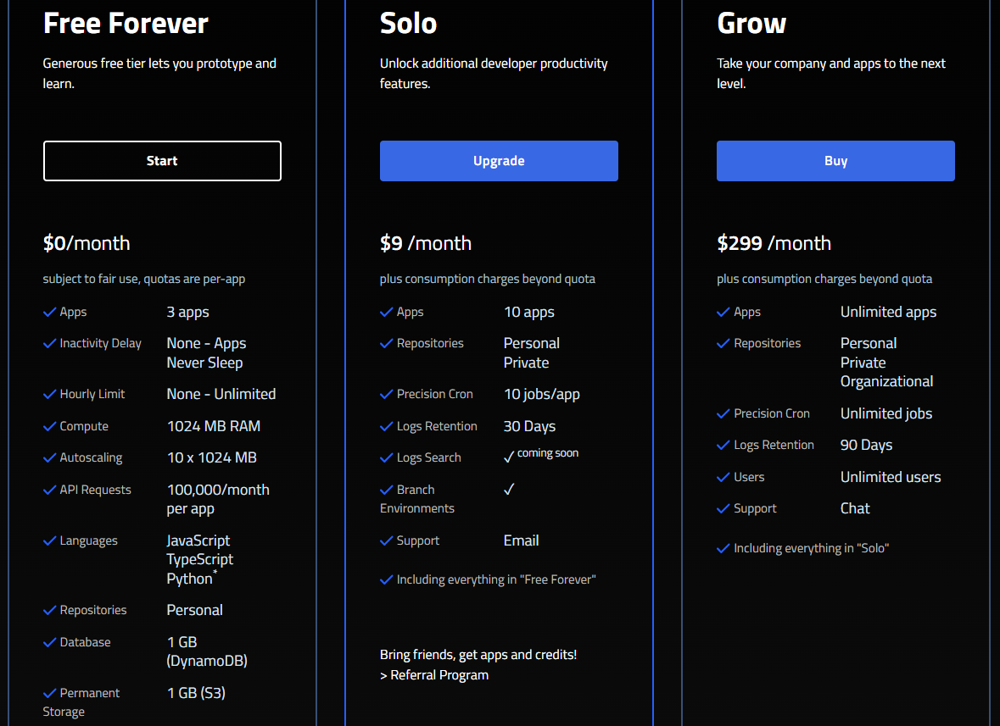 Free Forever
Generous free tier lets you prototype and
learn.
Start
$0/month
subject to fair use, quotas are per-app
Apps 3 apps
Inactivity Delay None - Apps
Never Sleep
Hourly Limit None - Unlimited
Compute 1024 MB RAM
Autoscaling 10 x 1024 MB
API Requests 100,000/month
per app
Languages JavaScript
TypeScript
Python*
Repositories Personal
Database 1 GB
(DynamoDB)
Permanent 1 GB (S3)
Storage
Solo
Unlock additional developer productivity
features.
Upgrade
$9 /month
plus consumption charges beyond quota
Apps 10 apps
Repositories Personal
Private
Precision Cron 10 jobs/app
Logs Retention 30 Days
Logs Search ✓ coming soon
Branch ✓
Environments
Support Email
Including everything in "Free Forever"
Bring friends, get apps and credits!
> Referral Program
Grow
Take your company and apps to the next
level.
Buy
$299 /month
plus consumption charges beyond quota
Apps Unlimited apps
Repositories Personal
Private
Organizational
Precision Cron Unlimited jobs
Logs Retention 90 Days
Users Unlimited users
Support Chat
Including everything in "Solo"